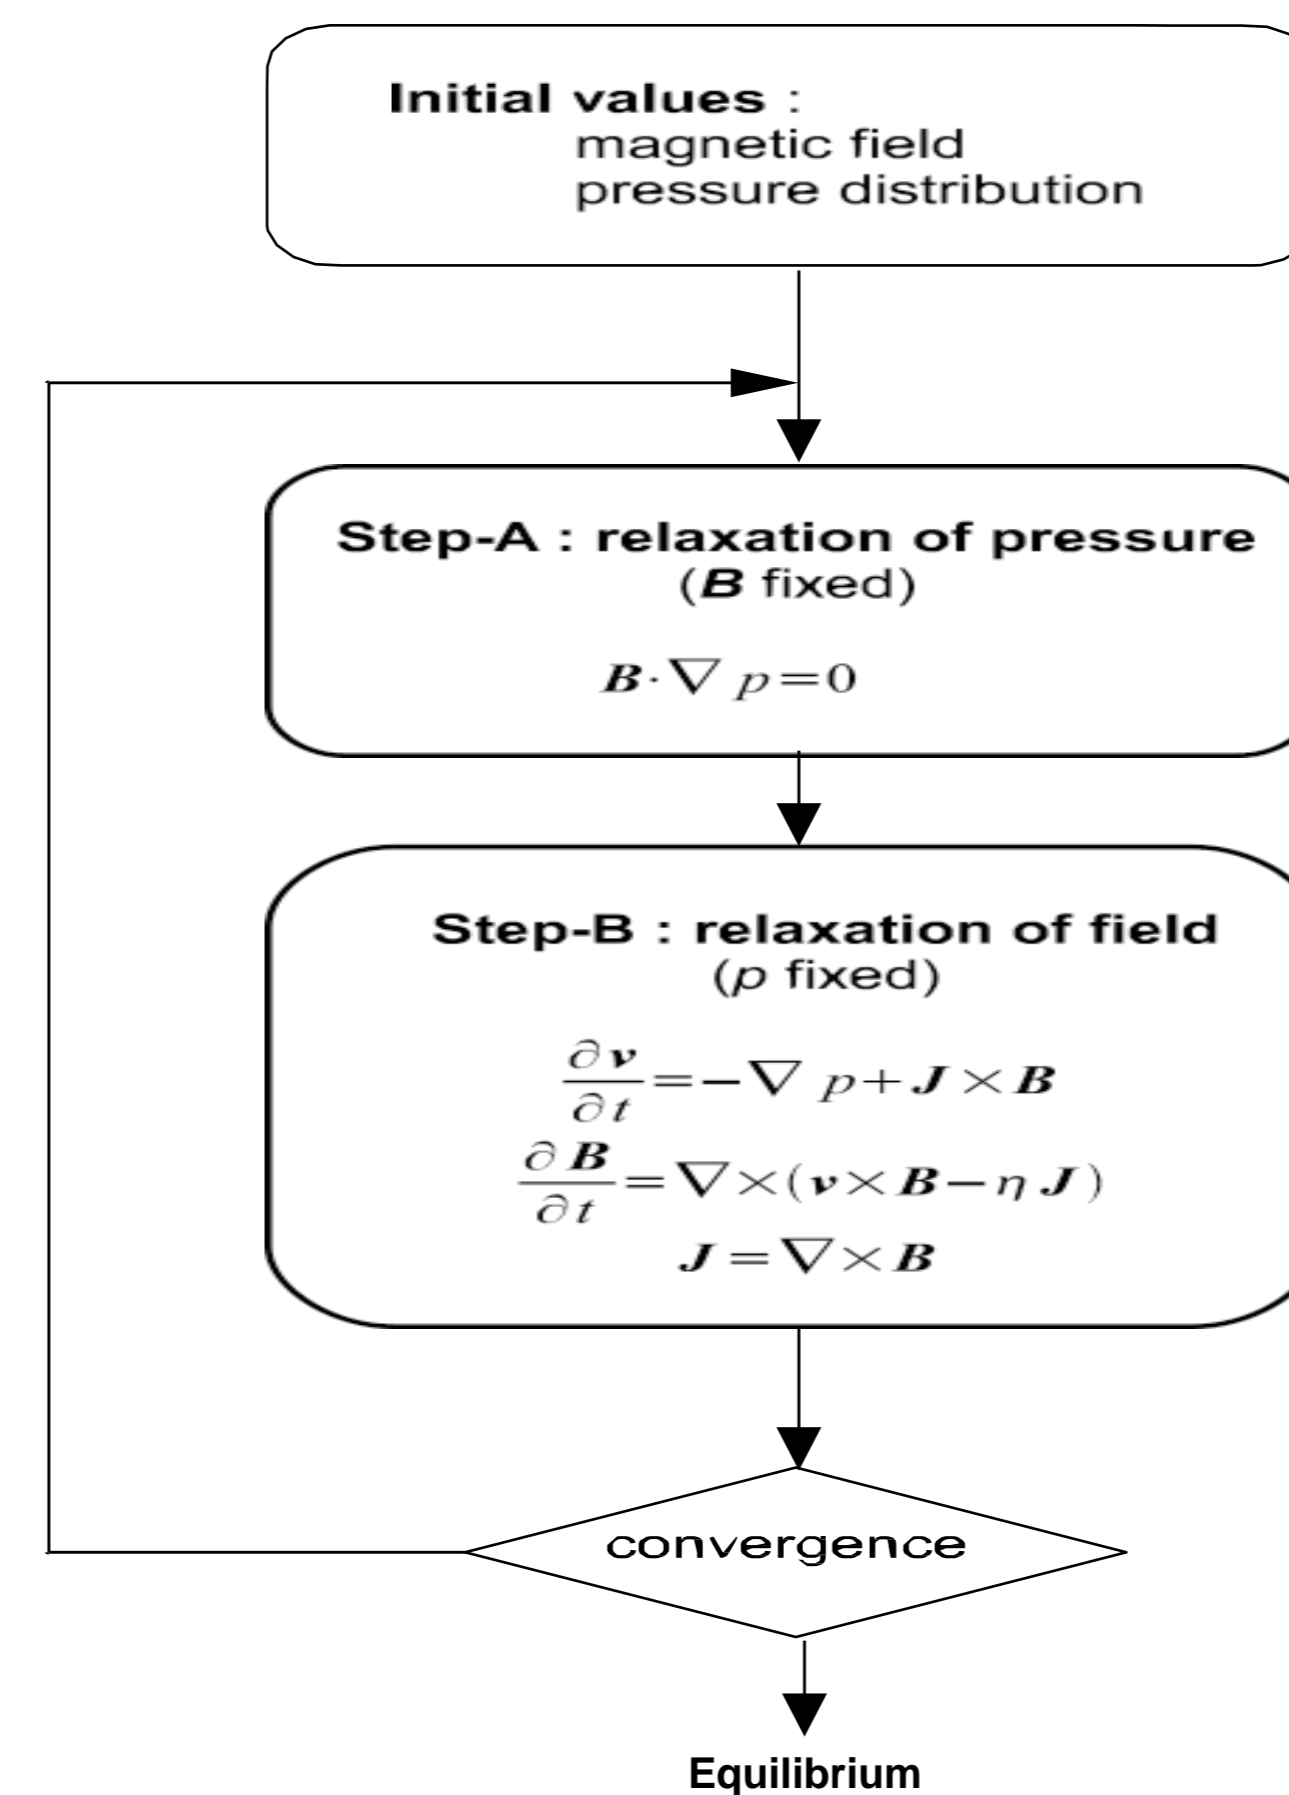 Initial values :
magnetic field
pressure distribution
Step-A : relaxation of pressure
(B fixed)
B·∇ p=0
Step-B : relaxation of field
(p fixed)
∂v/∂t=−∇ p+J×B
∂B/∂t=∇×(v×B−η J)
J=∇×B
convergence
Equilibrium